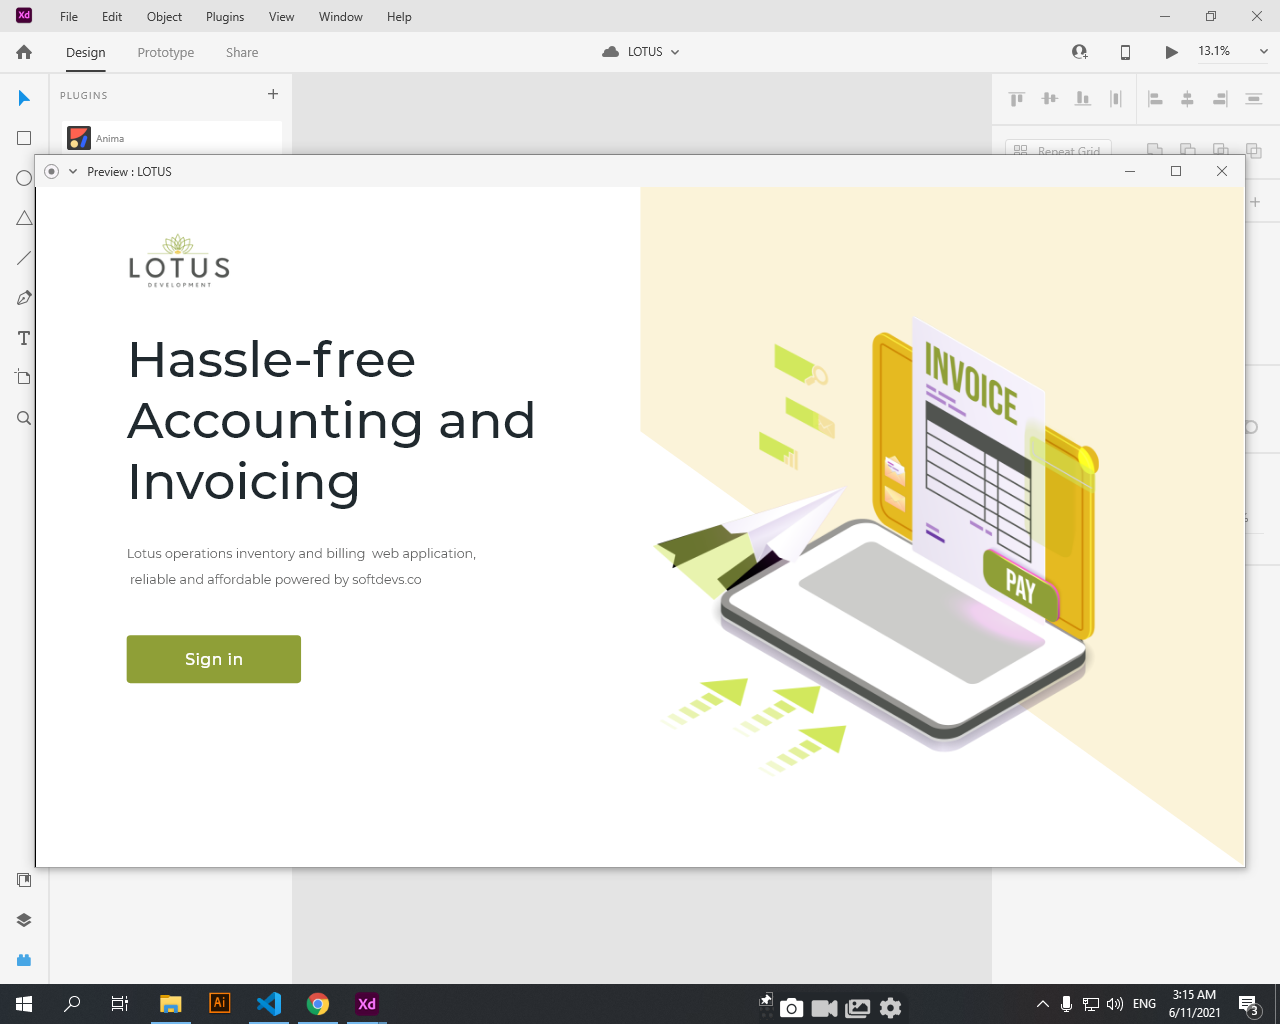 Xd File Edit Object Plugins View Window Help
Design Prototype Share LOTUS 13.1%
PLUGINS
Anima
Repeat Grid
Preview : LOTUS
LOTUS
DEVELOPMENT
Hassle-free
Accounting and
Invoicing
Lotus operations inventory and billing web application,
reliable and affordable powered by softdevs.co
Sign in
INVOICE
PAY
%
Ai Xd ENG
3:15 AM
6/11/2021
3